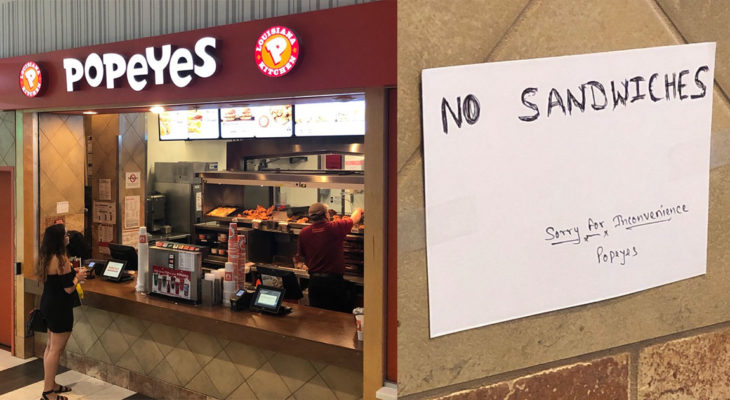 POPEYES
LOUISIANA
KITCHEN
NO SANDWICHES
Sorry for Inconvenience
Popeyes